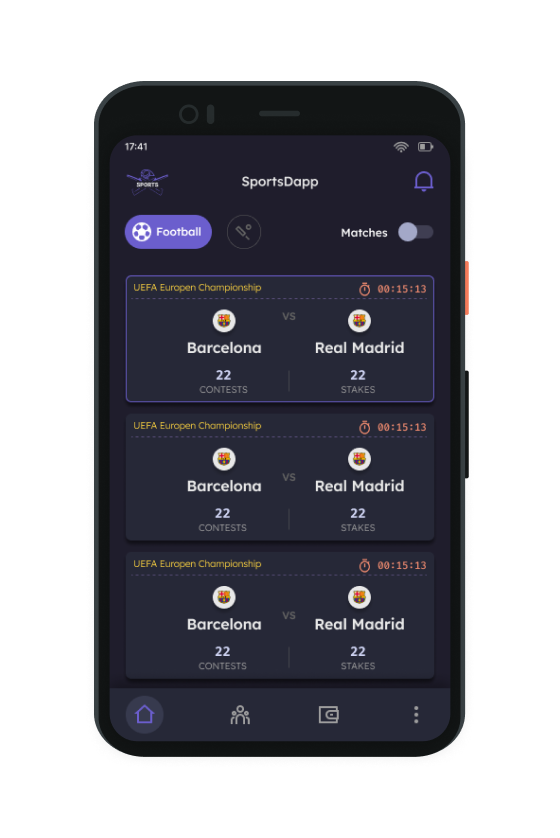 17:41
SPORTS
SportsDapp
Football
Matches
UEFA Europen Championship 00:15:13
VS
Barcelona Real Madrid
22 22
CONTESTS STAKES
UEFA Europen Championship 00:15:13
VS
Barcelona Real Madrid
22 22
CONTESTS STAKES
UEFA Europen Championship 00:15:13
VS
Barcelona Real Madrid
22 22
CONTESTS STAKES